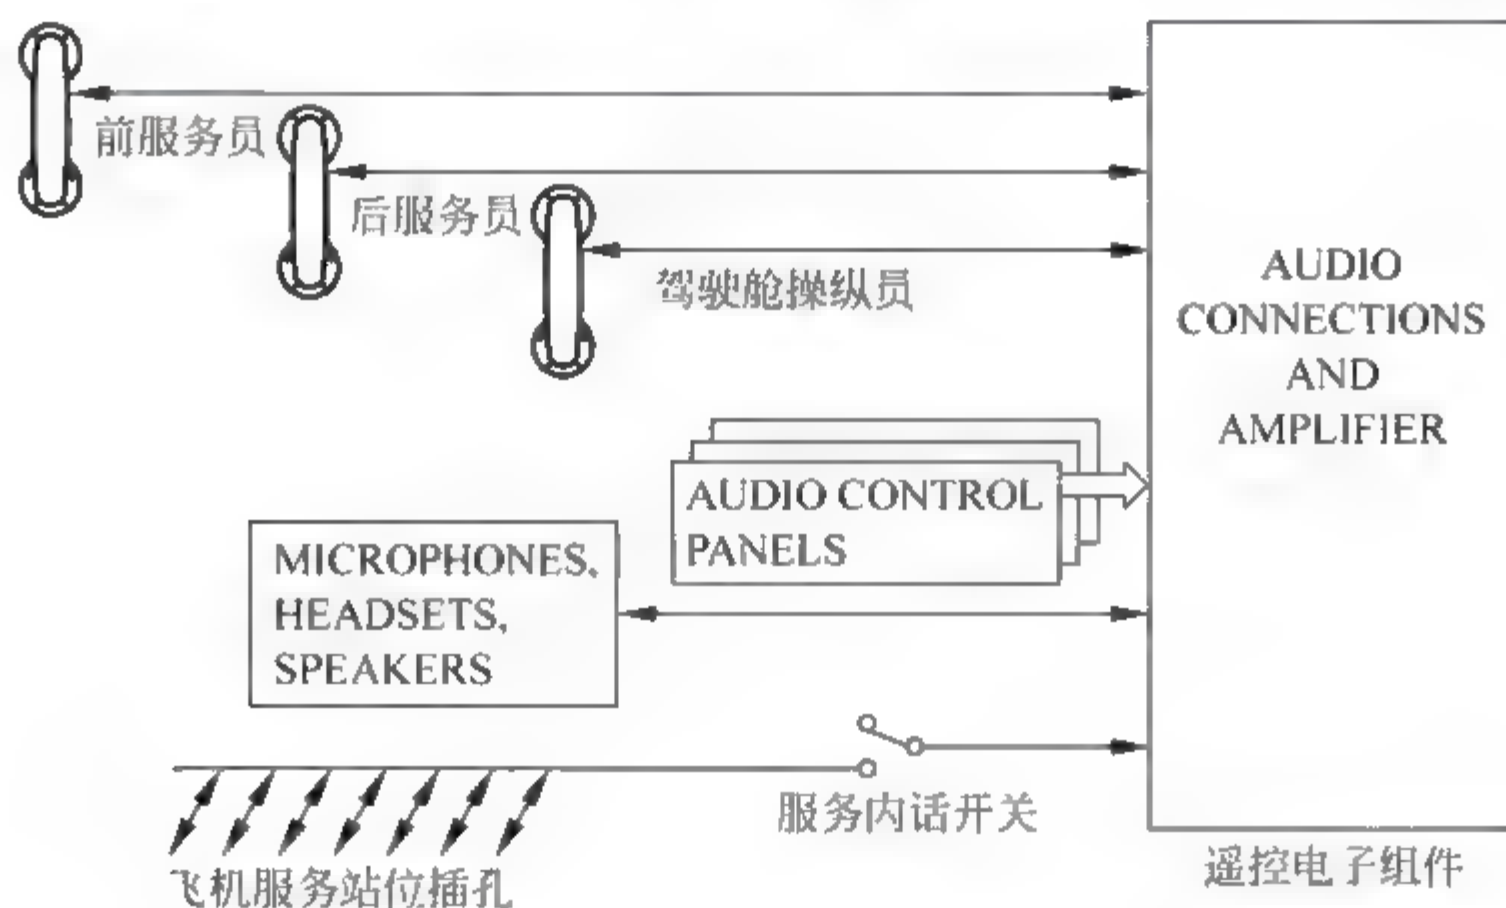 前服务员
后服务员
驾驶舱操纵员
AUDIO
CONNECTIONS
AND
AMPLIFIER
AUDIO CONTROL
PANELS
MICROPHONES,
HEADSETS,
SPEAKERS
服务内话开关
飞机服务站位插孔
遥控电子组件